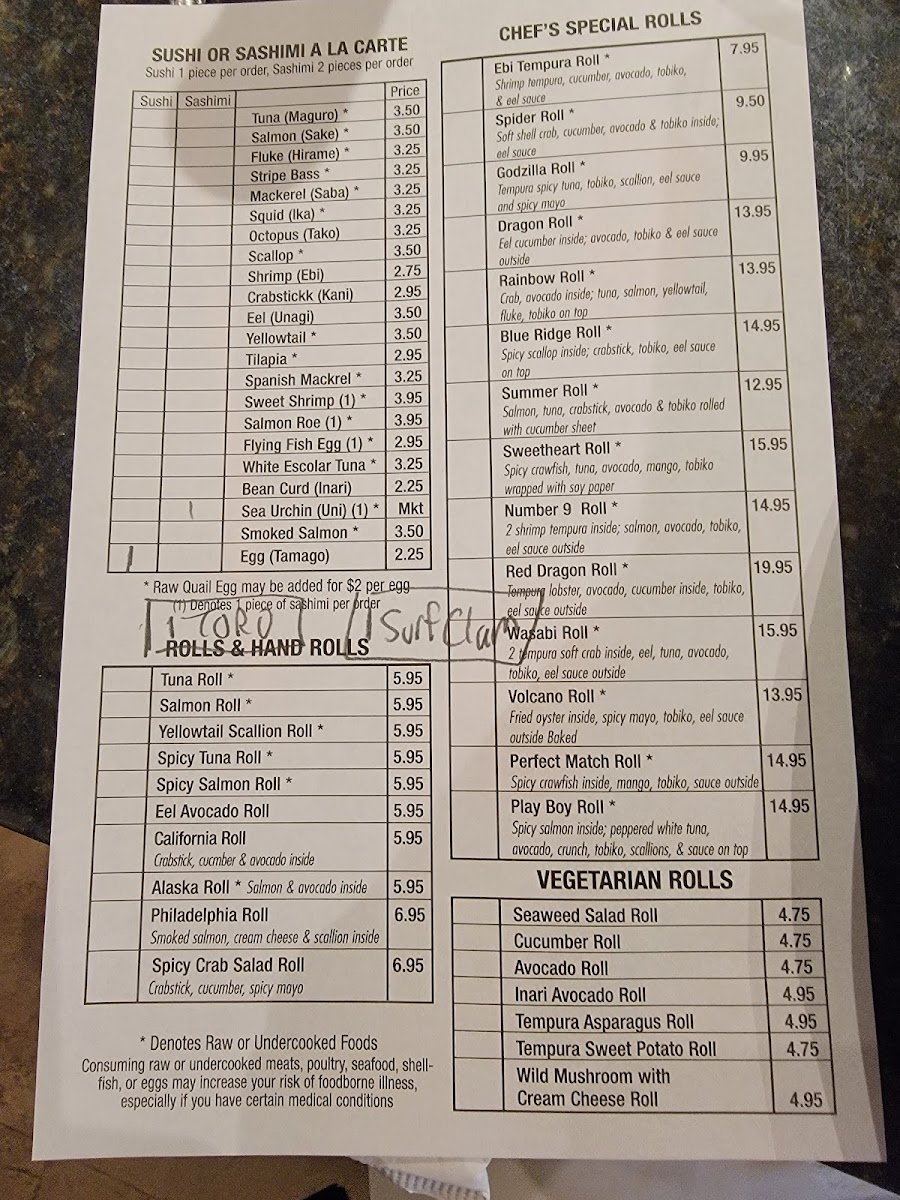 SUSHI OR SASHIMI A LA CARTE
Sushi 1 piece per order, Sashimi 2 pieces per order
Sushi Sashimi Price
Tuna (Maguro) * 3.50
Salmon (Sake) * 3.50
Fluke (Hirame) * 3.25
Stripe Bass * 3.25
Mackerel (Saba) * 3.25
Squid (Ika) * 3.25
Octopus (Tako) 3.25
Scallop * 3.50
Shrimp (Ebi) 2.75
Crabstickk (Kani) 2.95
Eel (Unagi) 3.50
Yellowtail * 3.50
Tilapia * 2.95
Spanish Mackrel * 3.25
Sweet Shrimp (1) * 3.95
Salmon Roe (1) * 3.95
Flying Fish Egg (1) * 2.95
White Escolar Tuna * 3.25
Bean Curd (Inari) 2.25
| Sea Urchin (Uni) (1) * Mkt
Smoked Salmon * 3.50
| Egg (Tamago) 2.25
* Raw Quail Egg may be added for $2 per egg
(1) Denotes 1 piece of sashimi per order
1 TORO
1 Surf Clam
ROLLS & HAND ROLLS
Tuna Roll * 5.95
Salmon Roll * 5.95
Yellowtail Scallion Roll * 5.95
Spicy Tuna Roll * 5.95
Spicy Salmon Roll * 5.95
Eel Avocado Roll 5.95
California Roll 5.95
Crabstick, cucmber & avocado inside
Alaska Roll * Salmon & avocado inside 5.95
Philadelphia Roll 6.95
Smoked salmon, cream cheese & scallion inside
Spicy Crab Salad Roll 6.95
Crabstick, cucumber, spicy mayo
* Denotes Raw or Undercooked Foods
Consuming raw or undercooked meats, poultry, seafood, shell-
fish, or eggs may increase your risk of foodborne illness,
especially if you have certain medical conditions
CHEF'S SPECIAL ROLLS
Ebi Tempura Roll * 7.95
Shrimp tempura, cucumber, avocado, tobiko,
& eel sauce
Spider Roll * 9.50
Soft shell crab, cucumber, avocado & tobiko inside;
eel sauce
Godzilla Roll * 9.95
Tempura spicy tuna, tobiko, scallion, eel sauce
and spicy mayo
Dragon Roll * 13.95
Eel cucumber inside; avocado, tobiko & eel sauce
outside
Rainbow Roll * 13.95
Crab, avocado inside; tuna, salmon, yellowtail,
fluke, tobiko on top
Blue Ridge Roll * 14.95
Spicy scallop inside; crabstick, tobiko, eel sauce
on top
Summer Roll * 12.95
Salmon, tuna, crabstick, avocado & tobiko rolled
with cucumber sheet
Sweetheart Roll * 15.95
Spicy crawfish, tuna, avocado, mango, tobiko
wrapped with soy paper
Number 9 Roll * 14.95
2 shrimp tempura inside; salmon, avocado, tobiko,
eel sauce outside
Red Dragon Roll * 19.95
Tempura lobster, avocado, cucumber inside, tobiko,
eel sauce outside
Wasabi Roll * 15.95
2 tempura soft crab inside, eel, tuna, avocado,
tobiko, eel sauce outside
Volcano Roll * 13.95
Fried oyster inside, spicy mayo, tobiko, eel sauce
outside Baked
Perfect Match Roll * 14.95
Spicy crawfish inside, mango, tobiko, sauce outside
Play Boy Roll * 14.95
Spicy salmon inside; peppered white tuna,
avocado, crunch, tobiko, scallions, & sauce on top
VEGETARIAN ROLLS
Seaweed Salad Roll 4.75
Cucumber Roll 4.75
Avocado Roll 4.75
Inari Avocado Roll 4.95
Tempura Asparagus Roll 4.95
Tempura Sweet Potato Roll 4.75
Wild Mushroom with
Cream Cheese Roll 4.95